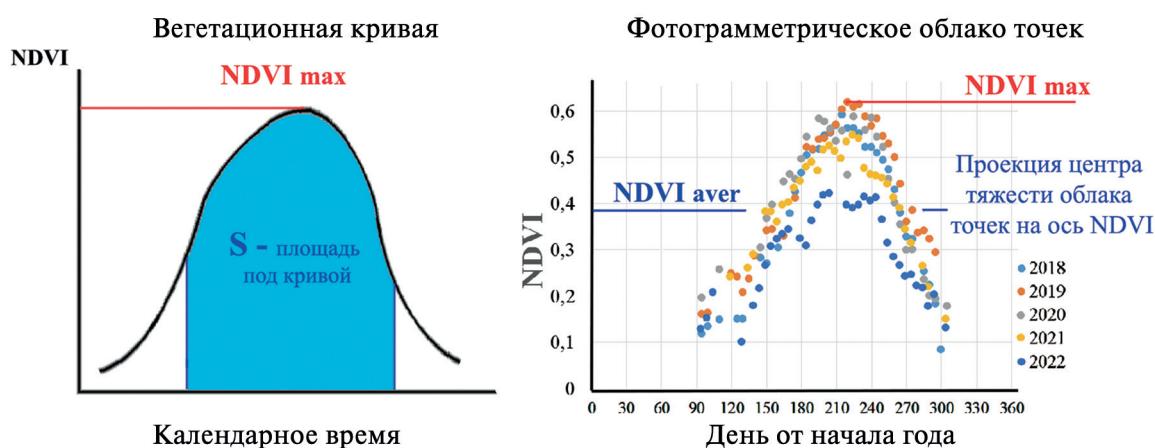 Вегетационная кривая
NDVI
NDVI max
S - площадь
под кривой
Календарное время
Фотограмметрическое облако точек
NDVI max
0,6
0,5
0,4
0,3
0,2
0,1
0
NDVI
NDVI aver
Проекция центра
тяжести облака
точек на ось NDVI
2018
2019
2020
2021
2022
0 30 60 90 120 150 180 210 240 270 300 330 360
День от начала года